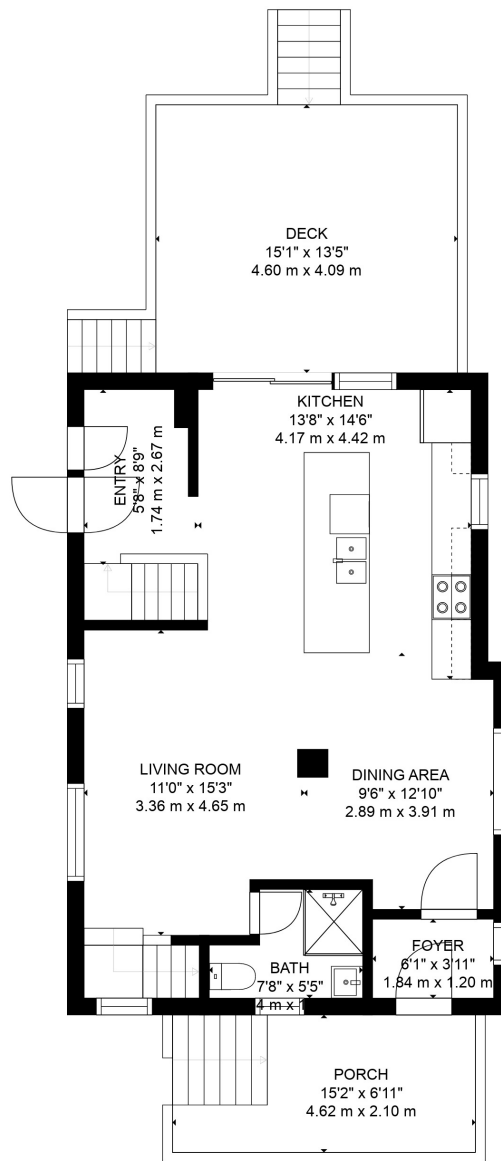 DECK
15'1" x 13'5"
4.60 m x 4.09 m
KITCHEN
13'8" x 14'6"
4.17 m x 4.42 m
ENTRY
5'8" x 8'9"
1.74 m x 2.67 m
LIVING ROOM
11'0" x 15'3"
3.36 m x 4.65 m
DINING AREA
9'6" x 12'10"
2.89 m x 3.91 m
FOYER
6'1" x 3'11"
1.84 m x 1.20 m
BATH
7'8" x 5'5"
4 m x 1
PORCH
15'2" x 6'11"
4.62 m x 2.10 m